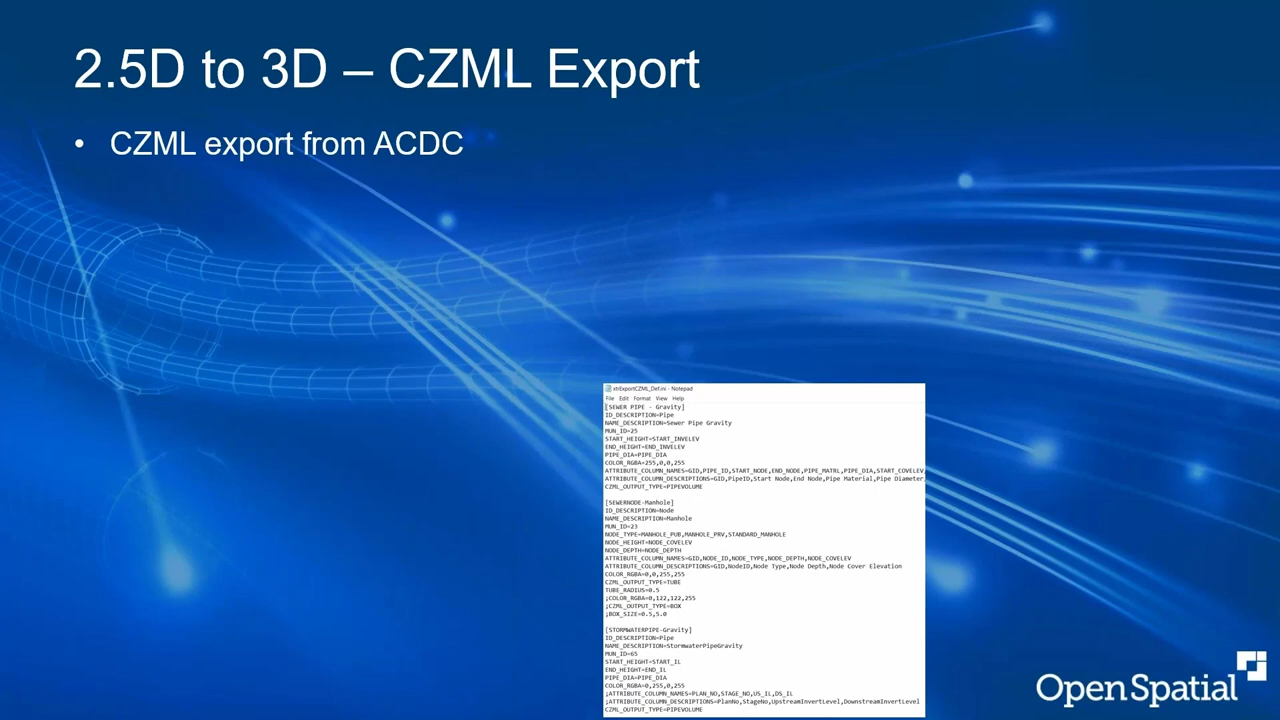 2.5D to 3D – CZML Export
• CZML export from ACDC
xtrExportCZML_Def.ini - Notepad
File Edit Format View Help
[SEWER PIPE - Gravity]
ID_DESCRIPTION=Pipe
NAME_DESCRIPTION=Sewer Pipe Gravity
MUN_ID=25
START_HEIGHT=START_INVELEV
END_HEIGHT=END_INVELEV
PIPE_DIA=PIPE_DIA
COLOR_RGBA=255,0,0,255
ATTRIBUTE_COLUMN_NAMES=GID,PIPE_ID,START_NODE,END_NODE,PIPE_MATRL,PIPE_DIA,START_COVELEV,
ATTRIBUTE_COLUMN_DESCRIPTIONS=GID,PipeID,Start Node,End Node,Pipe Material,Pipe Diameter,
CZML_OUTPUT_TYPE=PIPEVOLUME
[SEWERNODE-Manhole]
ID_DESCRIPTION=Node
NAME_DESCRIPTION=Manhole
MUN_ID=23
NODE_TYPE=MANHOLE_PUB,MANHOLE_PRV,STANDARD_MANHOLE
NODE_HEIGHT=NODE_COVELEV
NODE_DEPTH=NODE_DEPTH
ATTRIBUTE_COLUMN_NAMES=GID,NODE_ID,NODE_TYPE,NODE_DEPTH,NODE_COVELEV
ATTRIBUTE_COLUMN_DESCRIPTIONS=GID,NodeID,Node Type,Node Depth,Node Cover Elevation
COLOR_RGBA=0,0,255,255
CZML_OUTPUT_TYPE=TUBE
TUBE_RADIUS=0.5
;COLOR_RGBA=0,122,122,255
;CZML_OUTPUT_TYPE=BOX
;BOX_SIZE=0.5,5.0
[STORMWATERPIPE-Gravity]
ID_DESCRIPTION=Pipe
NAME_DESCRIPTION=StormwaterPipeGravity
MUN_ID=65
START_HEIGHT=START_IL
END_HEIGHT=END_IL
PIPE_DIA=PIPE_DIA
COLOR_RGBA=0,255,0,255
;ATTRIBUTE_COLUMN_NAMES=PLAN_NO,STAGE_NO,US_IL,DS_IL
;ATTRIBUTE_COLUMN_DESCRIPTIONS=PlanNo,StageNo,UpstreamInvertLevel,DownstreamInvertLevel
CZML_OUTPUT_TYPE=PIPEVOLUME
Open Spatial